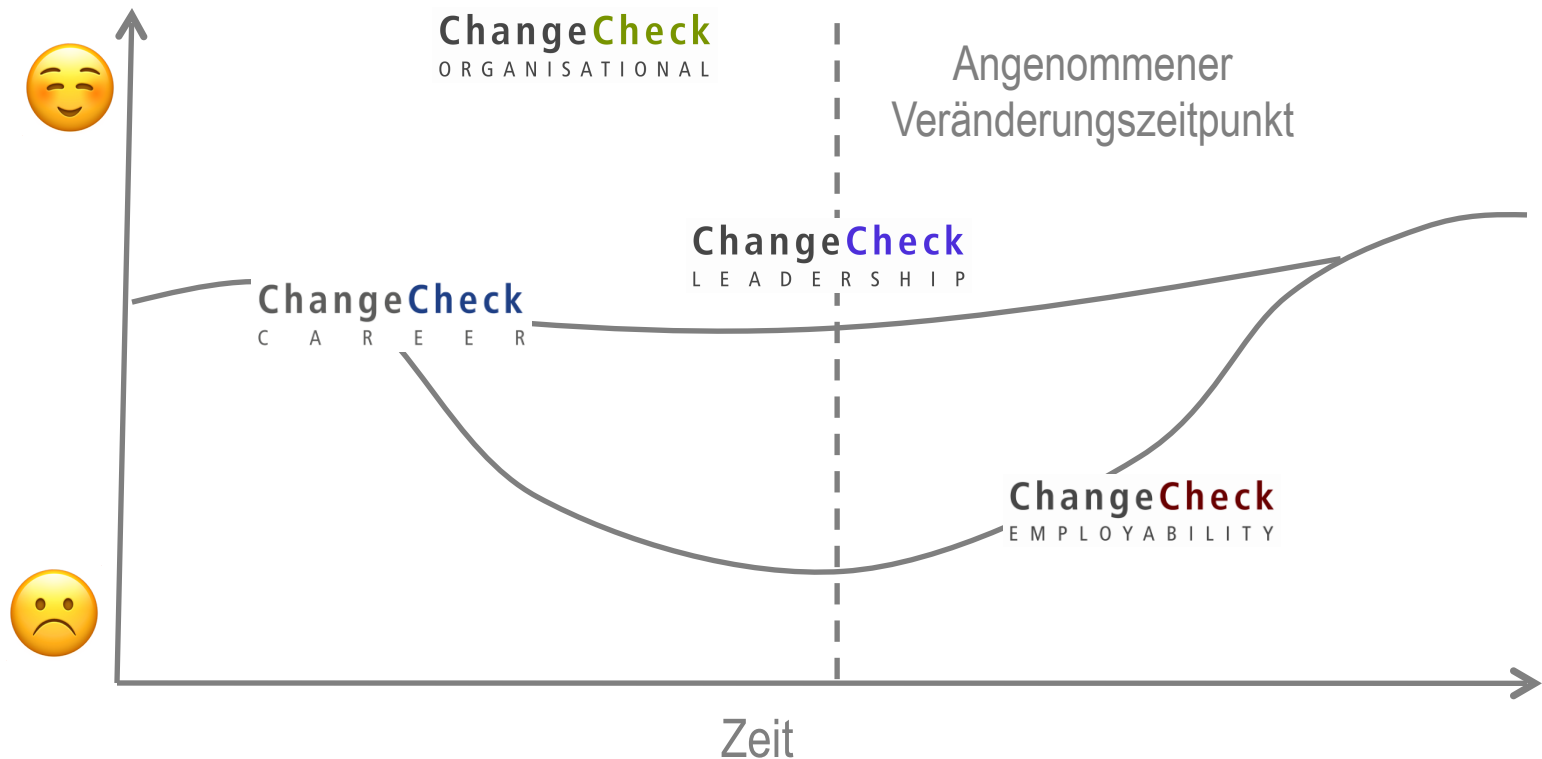 ChangeCheck
ORGANISATIONAL
Angenommener
Veränderungszeitpunkt
ChangeCheck
LEADERSHIP
ChangeCheck
CAREER
ChangeCheck
EMPLOYABILITY
Zeit